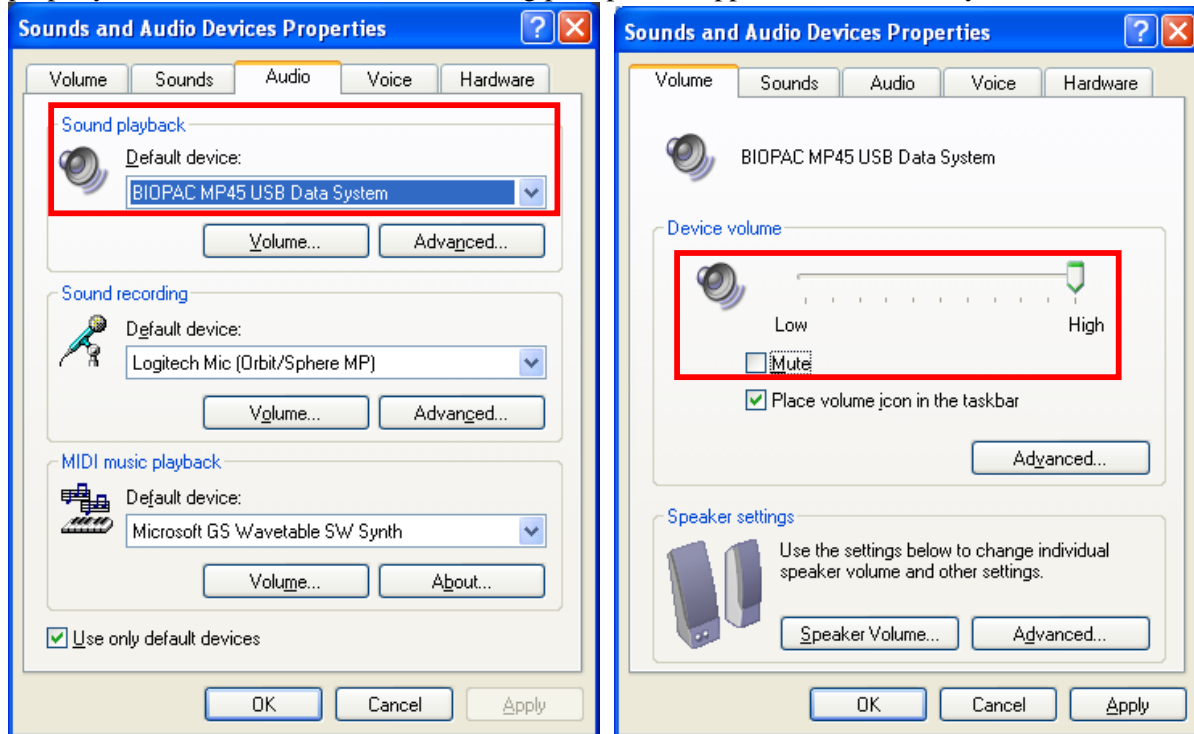 Sounds and Audio Devices Properties
Volume Sounds Audio Voice Hardware
Sound playback
Default device:
BIOPAC MP45 USB Data System
Volume... Advanced...
Sound recording
Default device:
Logitech Mic (Orbit/Sphere MP)
Volume... Advanced...
MIDI music playback
Default device:
Microsoft GS Wavetable SW Synth
Volume... About...
Use only default devices
OK Cancel Apply
Sounds and Audio Devices Properties
Volume Sounds Audio Voice Hardware
BIOPAC MP45 USB Data System
Device volume
Low High
Mute
Place volume icon in the taskbar
Advanced...
Speaker settings
Use the settings below to change individual
speaker volume and other settings.
Speaker Volume... Advanced...
OK Cancel Apply